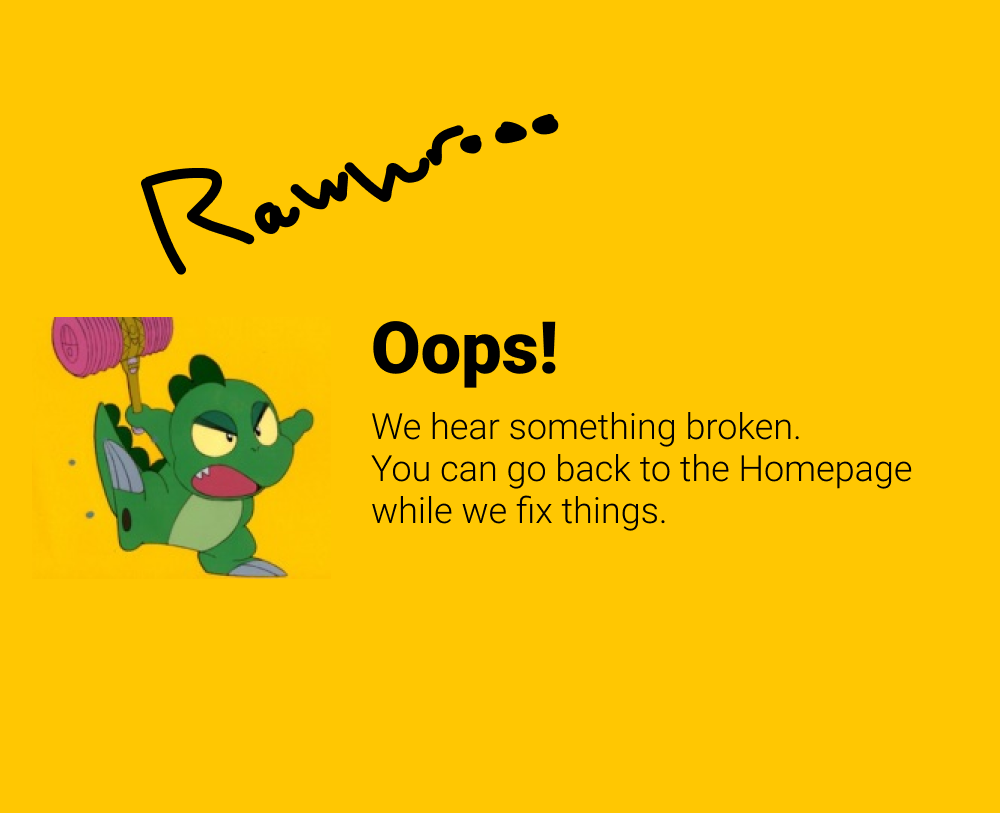 Rawwr...
Oops!
We hear something broken.
You can go back to the Homepage
while we fix things.